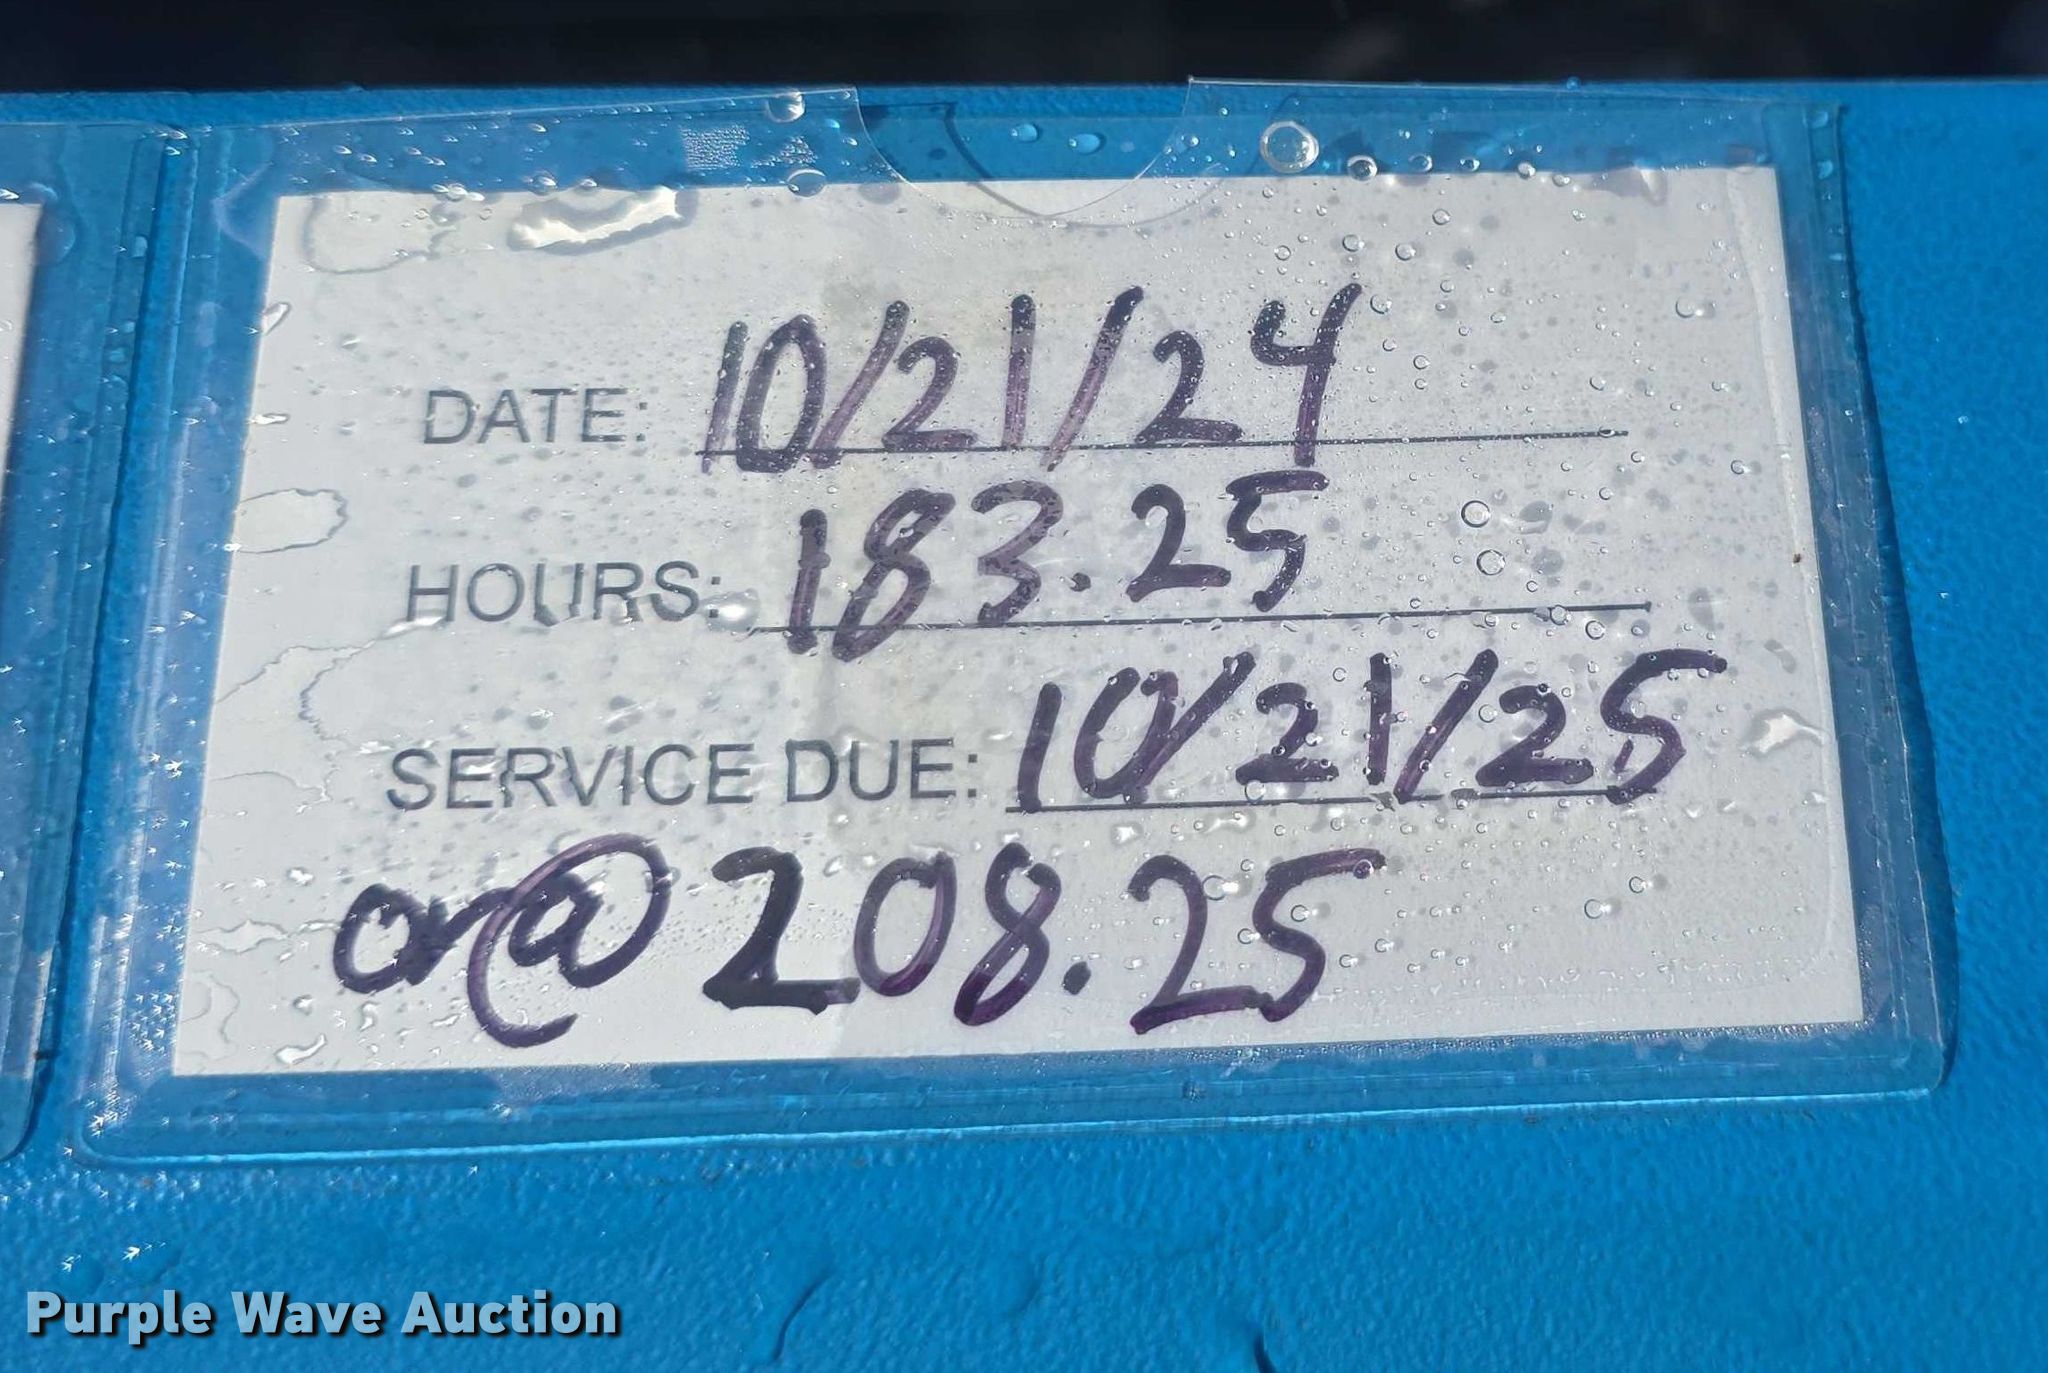 DATE: 10/21/24
HOURS: 183.25
SERVICE DUE: 10/21/25
or @ 208.25
Purple Wave Auction